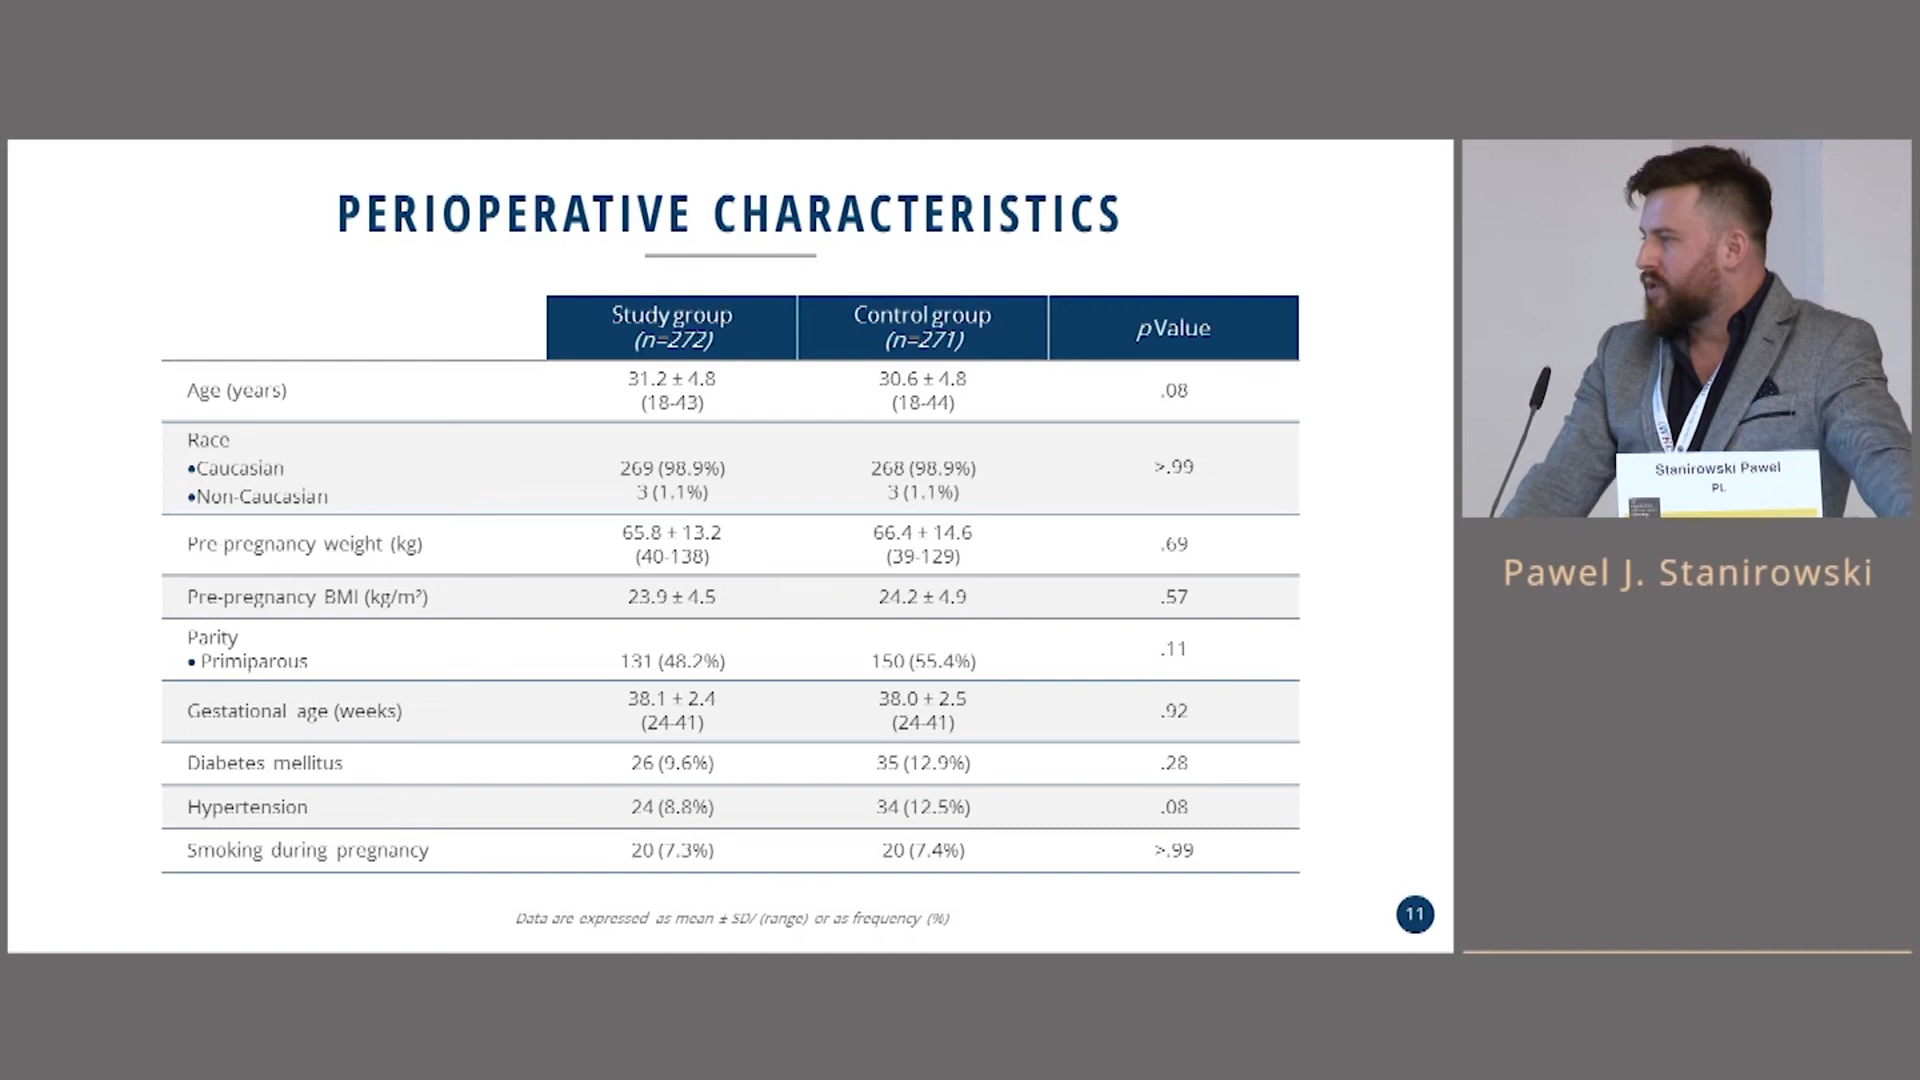 PERIOPERATIVE CHARACTERISTICS
Study group (n=272) Control group (n=271) p Value
Age (years) 31.2 ± 4.8 (18-43) 30.6 ± 4.8 (18-44) .08
Race
•Caucasian 269 (98.9%) 268 (98.9%) >.99
•Non-Caucasian 3 (1.1%) 3 (1.1%)
Pre-pregnancy weight (kg) 65.8 ± 13.2 (40-138) 66.4 ± 14.6 (39-129) .69
Pre-pregnancy BMI (kg/m²) 23.9 ± 4.5 24.2 ± 4.9 .57
Parity
• Primiparous 131 (48.2%) 150 (55.4%) .11
Gestational age (weeks) 38.1 ± 2.4 (24-41) 38.0 ± 2.5 (24-41) .92
Diabetes mellitus 26 (9.6%) 35 (12.9%) .28
Hypertension 24 (8.8%) 34 (12.5%) .08
Smoking during pregnancy 20 (7.3%) 20 (7.4%) >.99
Data are expressed as mean ± SD/ (range) or as frequency (%)
11
Stanirowski Pawel
PL
Pawel J. Stanirowski